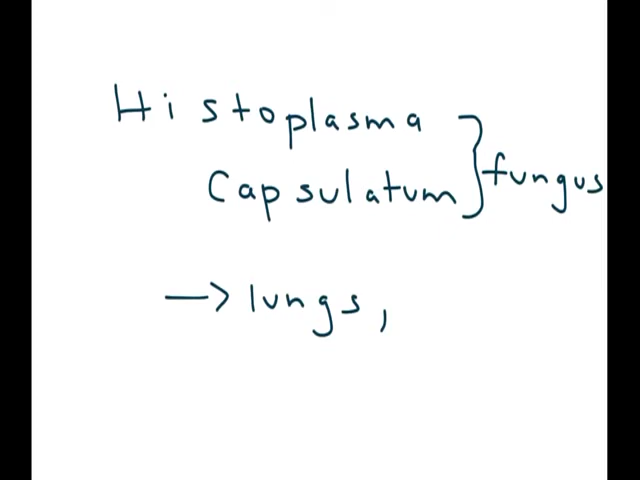 Histoplasma
Capsulatum } fungus
→ lungs,